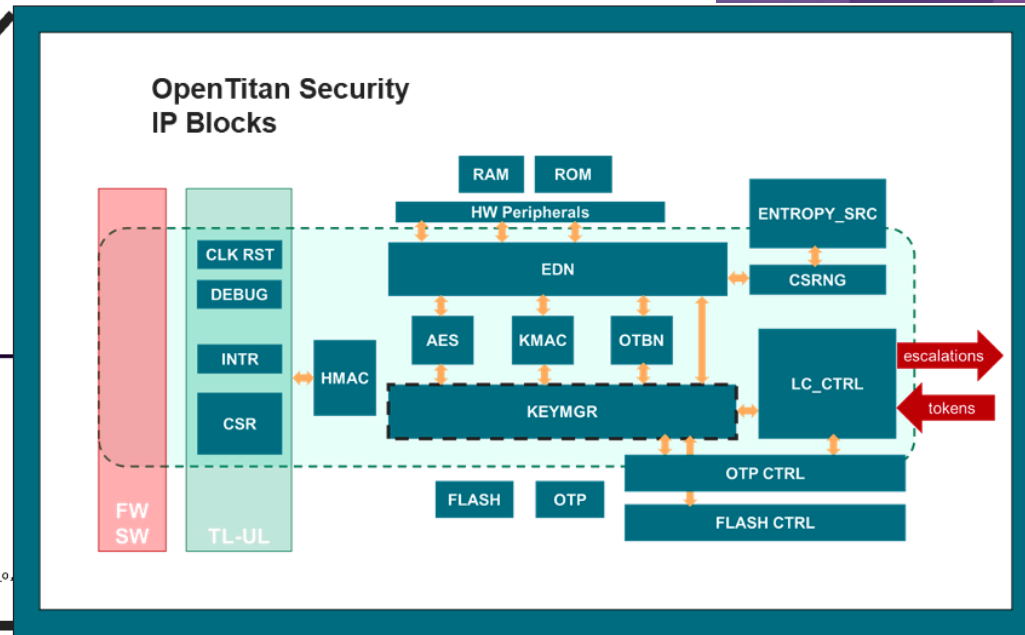 OpenTitan Security
IP Blocks
RAM
ROM
HW Peripherals
ENTROPY_SRC
CLK RST
EDN
CSRNG
DEBUG
AES
KMAC
OTBN
INTR
HMAC
LC_CTRL
escalations
tokens
CSR
KEYMGR
OTP CTRL
FLASH
OTP
FLASH CTRL
FW
SW
TL-UL